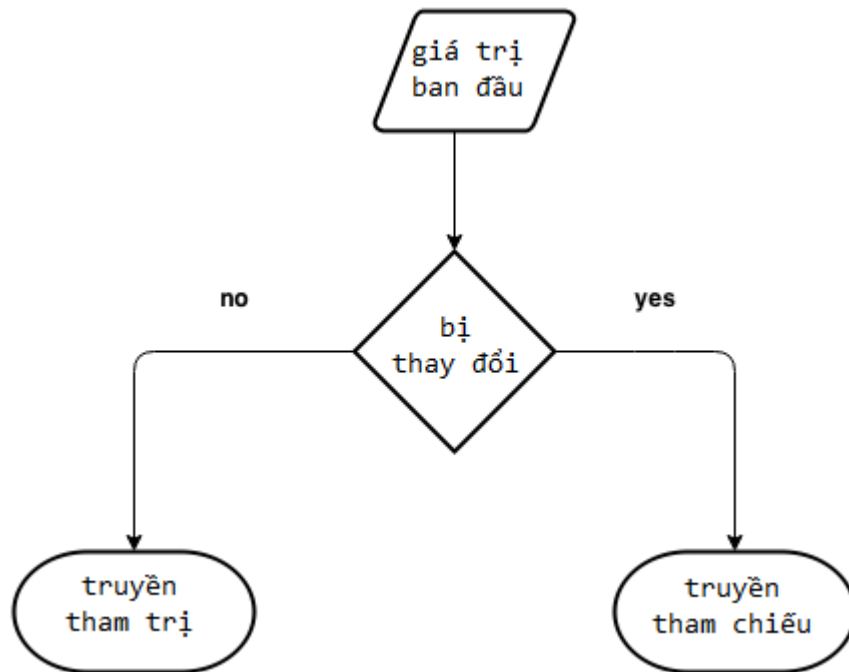 giá trị
ban đầu
no
yes
bị
thay đổi
truyền
tham trị
truyền
tham chiếu